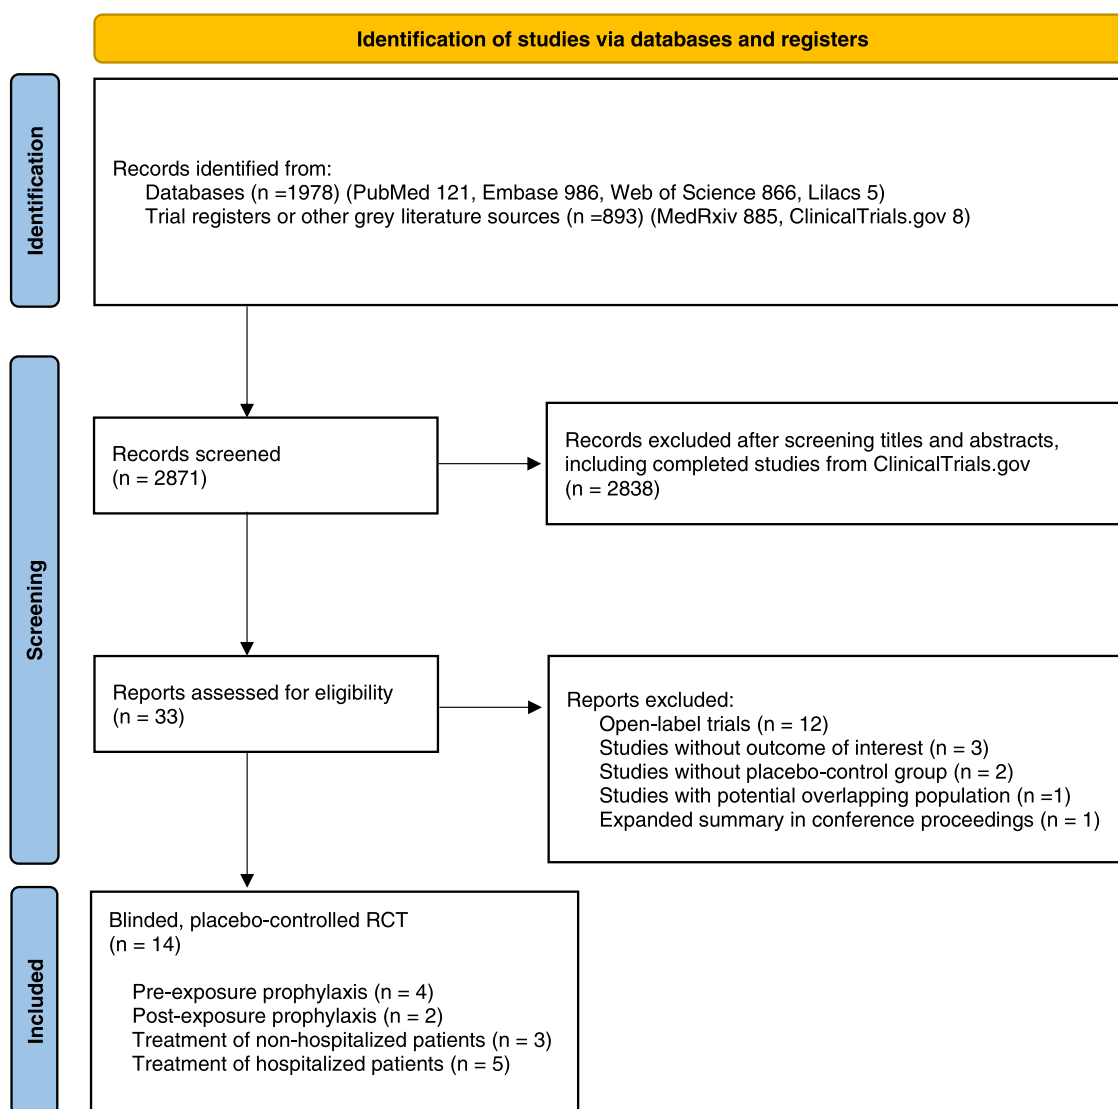 Identification of studies via databases and registers
Identification
Records identified from:
Databases (n =1978) (PubMed 121, Embase 986, Web of Science 866, Lilacs 5)
Trial registers or other grey literature sources (n =893) (MedRxiv 885, ClinicalTrials.gov 8)
Screening
Records screened
(n = 2871)
Records excluded after screening titles and abstracts,
including completed studies from ClinicalTrials.gov
(n = 2838)
Reports assessed for eligibility
(n = 33)
Reports excluded:
Open-label trials (n = 12)
Studies without outcome of interest (n = 3)
Studies without placebo-control group (n = 2)
Studies with potential overlapping population (n =1)
Expanded summary in conference proceedings (n = 1)
Included
Blinded, placebo-controlled RCT
(n = 14)
Pre-exposure prophylaxis (n = 4)
Post-exposure prophylaxis (n = 2)
Treatment of non-hospitalized patients (n = 3)
Treatment of hospitalized patients (n = 5)